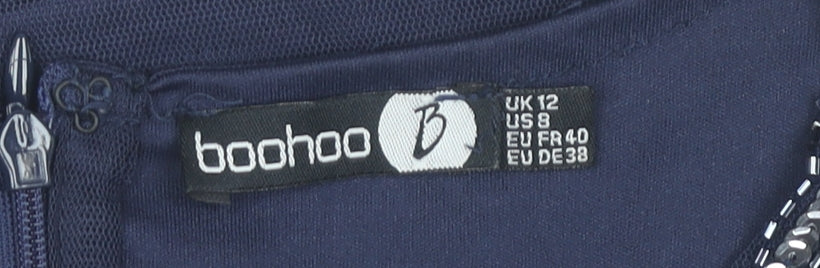 boohoo B
UK 12
US 8
EU FR 40
EU DE 38